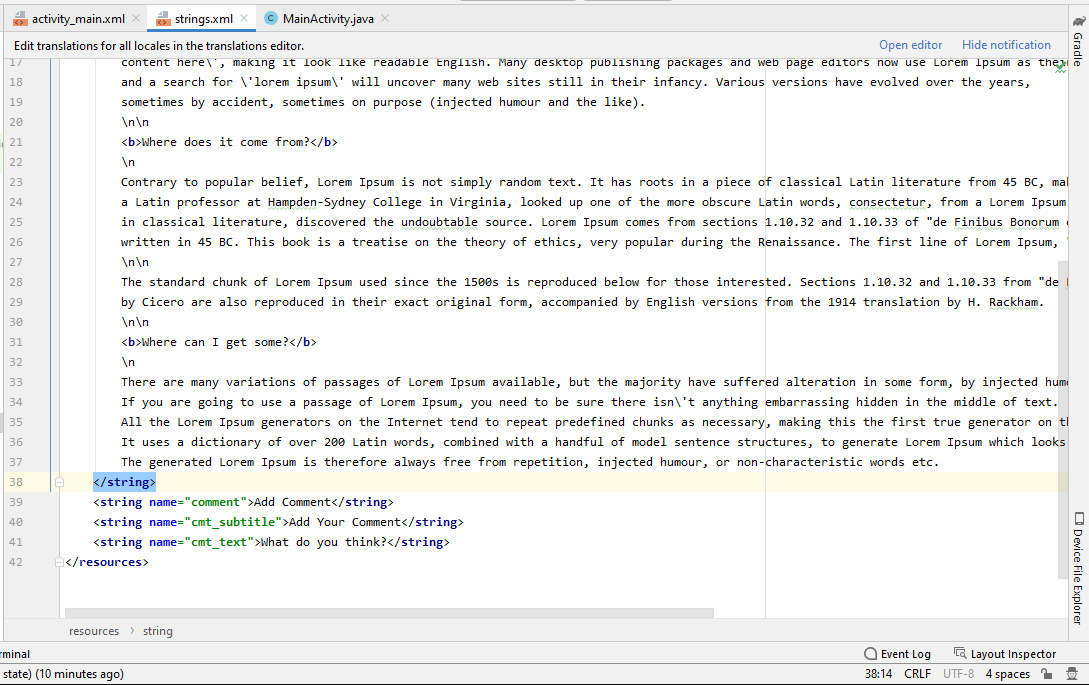 activity_main.xml strings.xml C MainActivity.java
Edit translations for all locales in the translations editor. Open editor Hide notification
17 content here\', making it look like readable English. Many desktop publishing packages and web page editors now use Lorem Ipsum as
18 and a search for \'lorem ipsum\' will uncover many web sites still in their infancy. Various versions have evolved over the years,
19 sometimes by accident, sometimes on purpose (injected humour and the like).
20 \n\n
21 <b>Where does it come from?</b>
22 \n
23 Contrary to popular belief, Lorem Ipsum is not simply random text. It has roots in a piece of classical Latin literature from 45 BC,
24 a Latin professor at Hampden-Sydney College in Virginia, looked up one of the more obscure Latin words, consectetur, from a Lorem Ipsum
25 in classical literature, discovered the undoubtable source. Lorem Ipsum comes from sections 1.10.32 and 1.10.33 of "de Finibus Bonorum
26 written in 45 BC. This book is a treatise on the theory of ethics, very popular during the Renaissance. The first line of Lorem Ipsum,
27 \n\n
28 The standard chunk of Lorem Ipsum used since the 1500s is reproduced below for those interested. Sections 1.10.32 and 1.10.33 from "de
29 by Cicero are also reproduced in their exact original form, accompanied by English versions from the 1914 translation by H. Rackham.
30 \n\n
31 <b>Where can I get some?</b>
32 \n
33 There are many variations of passages of Lorem Ipsum available, but the majority have suffered alteration in some form, by injected
34 If you are going to use a passage of Lorem Ipsum, you need to be sure there isn\'t anything embarrassing hidden in the middle of text.
35 All the Lorem Ipsum generators on the Internet tend to repeat predefined chunks as necessary, making this the first true generator on
36 It uses a dictionary of over 200 Latin words, combined with a handful of model sentence structures, to generate Lorem Ipsum which looks
37 The generated Lorem Ipsum is therefore always free from repetition, injected humour, or non-characteristic words etc.
38 </string>
39 <string name="comment">Add Comment</string>
40 <string name="cmt_subtitle">Add Your Comment</string>
41 <string name="cmt_text">What do you think?</string>
42 </resources>
resources › string
rminal Event Log Layout Inspector
state) (10 minutes ago) 38:14 CRLF UTF-8 4 spaces
Gradle
Device File Explorer